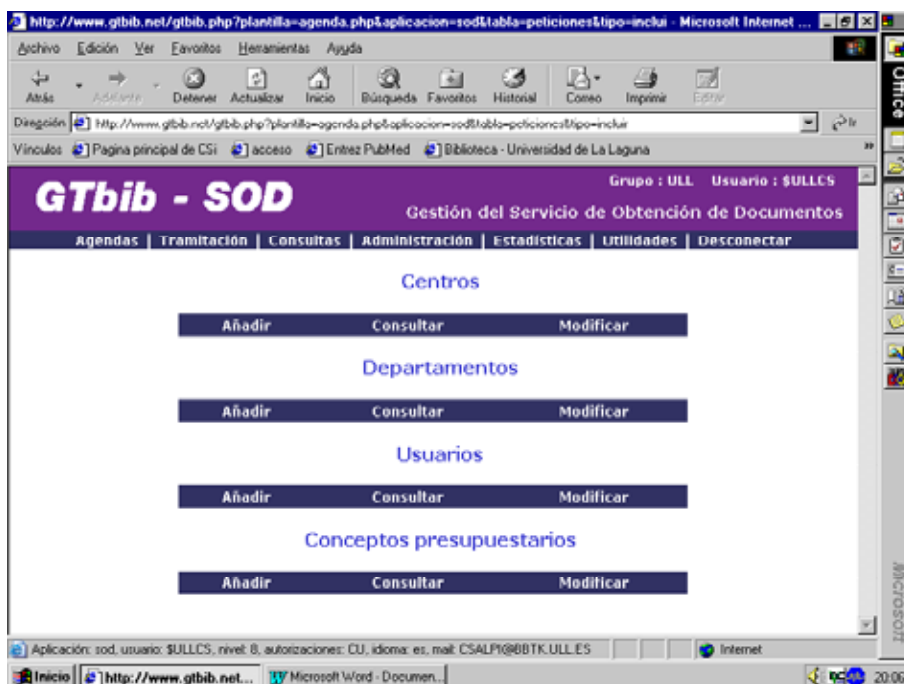 http://www.gtbib.net/gtbib.php?plantilla=agenda.php&aplicacion=sod&tabla=peticiones&tipo=inclui - Microsoft Internet ...
Archivo Edición Ver Favoritos Herramientas Ayuda
Atrás Adelante Detener Actualizar Inicio Búsqueda Favoritos Historial Correo Imprimir Editar
Dirección http://www.gtbib.net/gtbib.php?plantilla=agenda.php&aplicacion=sod&tabla=peticiones&tipo=incluir Ir
Vínculos Pagina principal de CSi acceso Entrez PubMed Biblioteca - Universidad de La Laguna
GTbib - SOD
Grupo : ULL Usuario : $ULLCS
Gestión del Servicio de Obtención de Documentos
Agendas | Tramitación | Consultas | Administración | Estadísticas | Utilidades | Desconectar
Centros
Añadir Consultar Modificar
Departamentos
Añadir Consultar Modificar
Usuarios
Añadir Consultar Modificar
Conceptos presupuestarios
Añadir Consultar Modificar
Aplicación: sod, usuario: $ULLCS, nivel: 8, autorizaciones: CU, idioma: es, mail: CSALPI@BBTK.ULL.ES Internet
Inicio http://www.gtbib.net... Microsoft Word - Documen... 20:06
Office
Microsoft